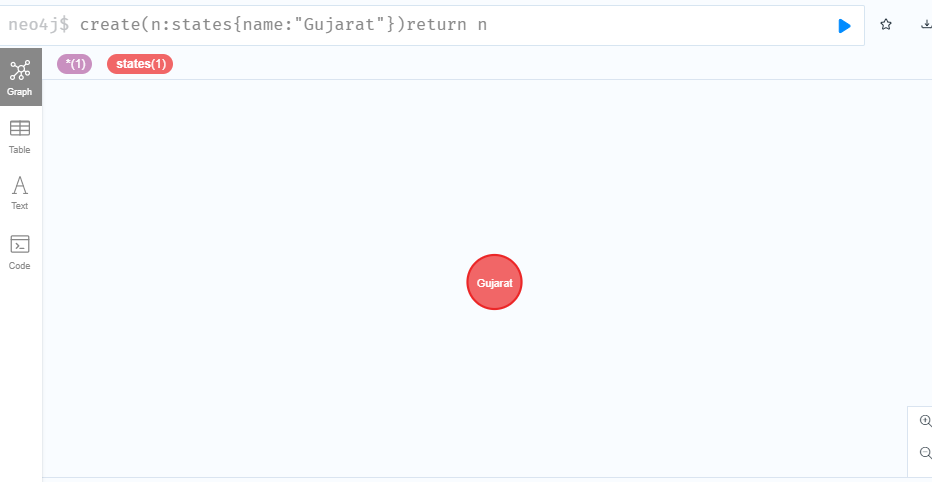 neo4j$ create(n:states{name:"Gujarat"})return n
*(1) states(1)
Graph
Table
Text
Code
Gujarat